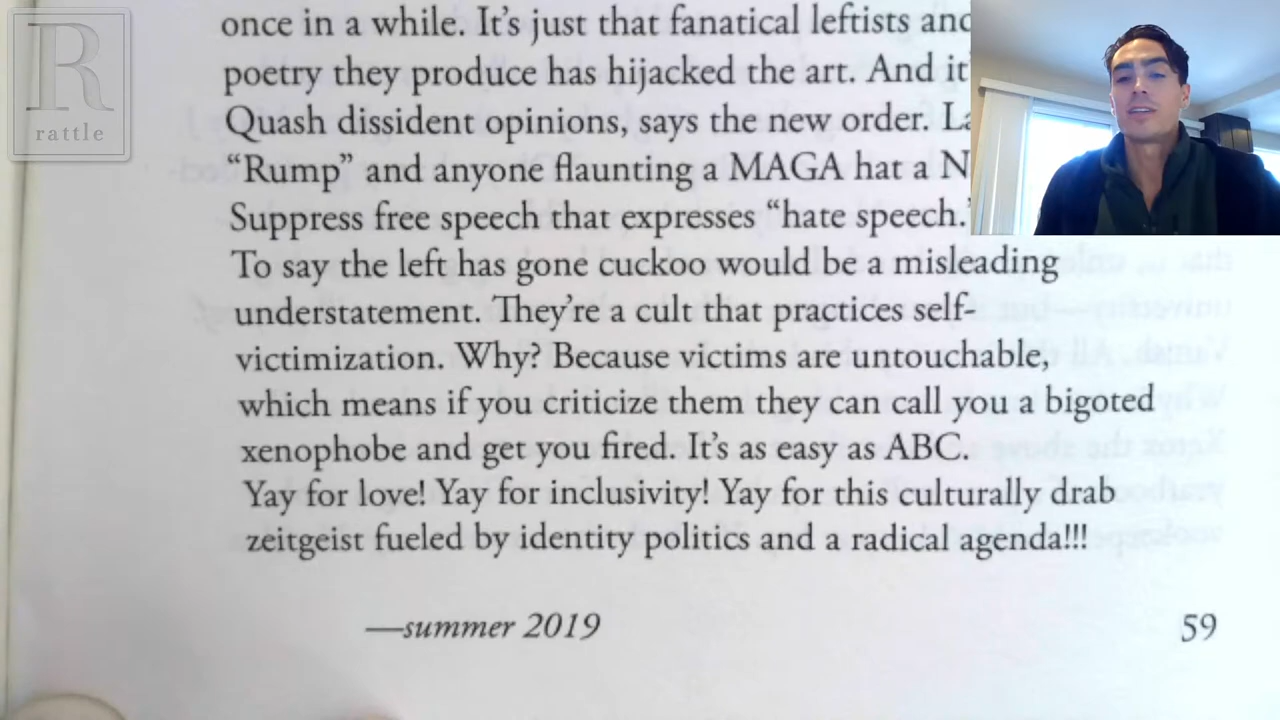 R
rattle
once in a while. It's just that fanatical leftists and
poetry they produce has hijacked the art. And it'
Quash dissident opinions, says the new order. La
“Rump” and anyone flaunting a MAGA hat a N
Suppress free speech that expresses “hate speech.”
To say the left has gone cuckoo would be a misleading
understatement. They're a cult that practices self-
victimization. Why? Because victims are untouchable,
which means if you criticize them they can call you a bigoted
xenophobe and get you fired. It's as easy as ABC.
Yay for love! Yay for inclusivity! Yay for this culturally drab
zeitgeist fueled by identity politics and a radical agenda!!!
—summer 2019
59